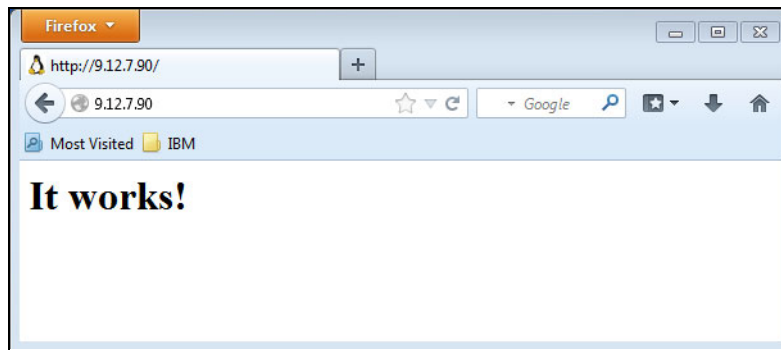 Firefox
http://9.12.7.90/
9.12.7.90
Google
Most Visited IBM
It works!